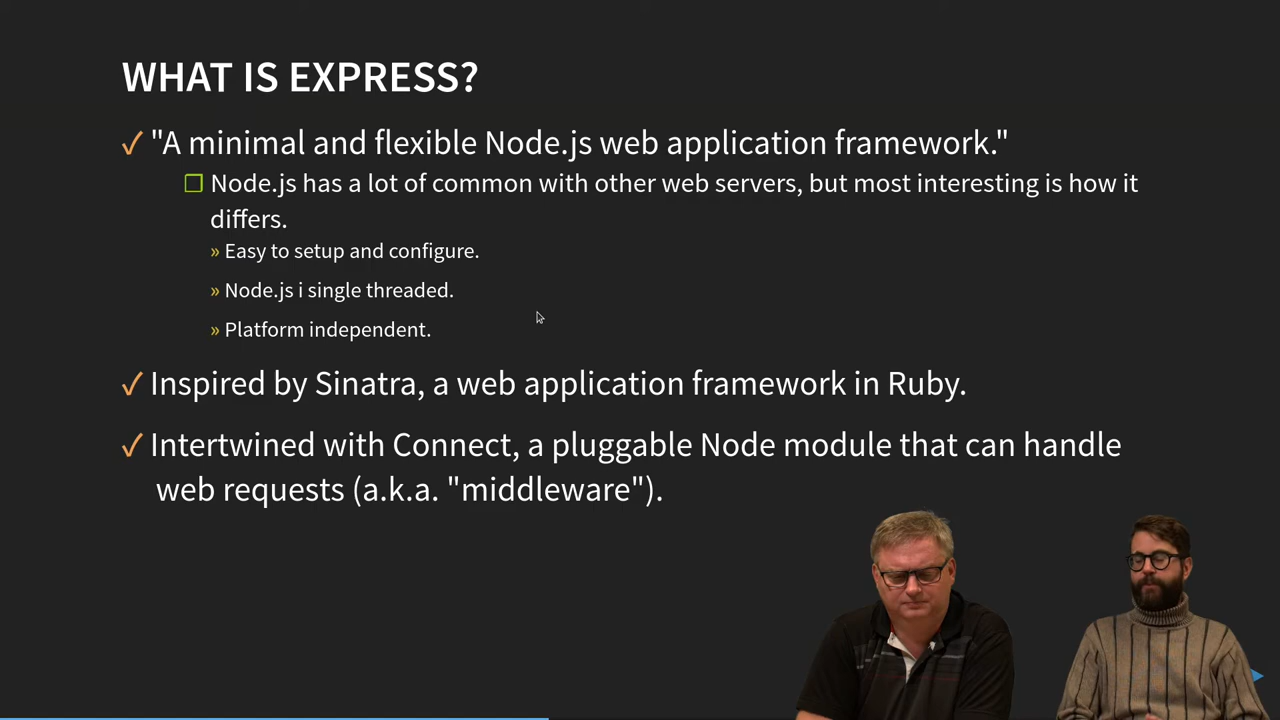 WHAT IS EXPRESS?
✓ "A minimal and flexible Node.js web application framework."
❒ Node.js has a lot of common with other web servers, but most interesting is how it
differs.
» Easy to setup and configure.
» Node.js i single threaded.
» Platform independent.
✓ Inspired by Sinatra, a web application framework in Ruby.
✓ Intertwined with Connect, a pluggable Node module that can handle
web requests (a.k.a. "middleware").